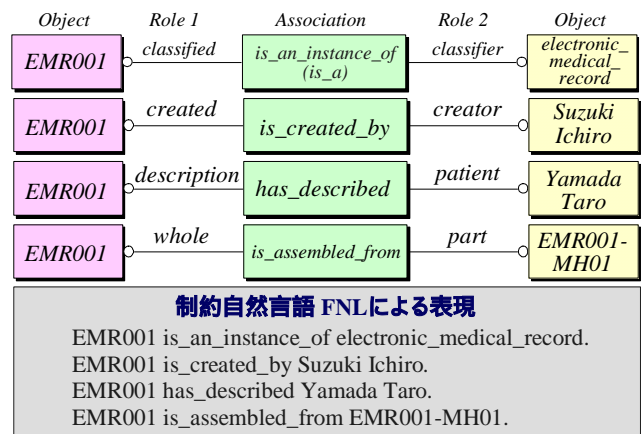 Object Role 1 Association Role 2 Object
EMR001 classified is_an_instance_of (is_a) classifier electronic_medical_record
EMR001 created is_created_by creator Suzuki Ichiro
EMR001 description has_described patient Yamada Taro
EMR001 whole is_assembled_from part EMR001-MH01
制約自然言語 FNLによる表現
EMR001 is_an_instance_of electronic_medical_record.
EMR001 is_created_by Suzuki Ichiro.
EMR001 has_described Yamada Taro.
EMR001 is_assembled_from EMR001-MH01.